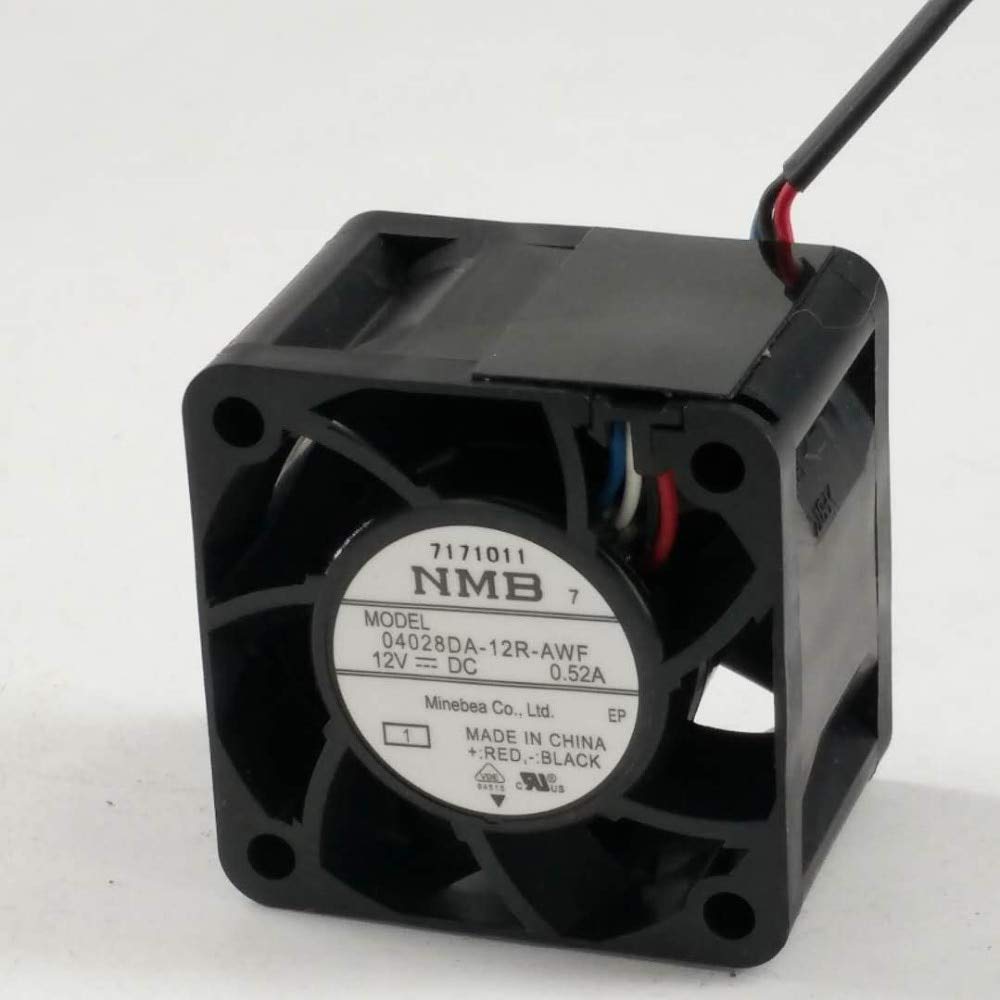 7171011
NMB 7
MODEL
04028DA-12R-AWF
12V ⎓ DC 0.52A
Minebea Co., Ltd. EP
1 MADE IN CHINA
+:RED,-:BLACK
VDE
c RU ® US